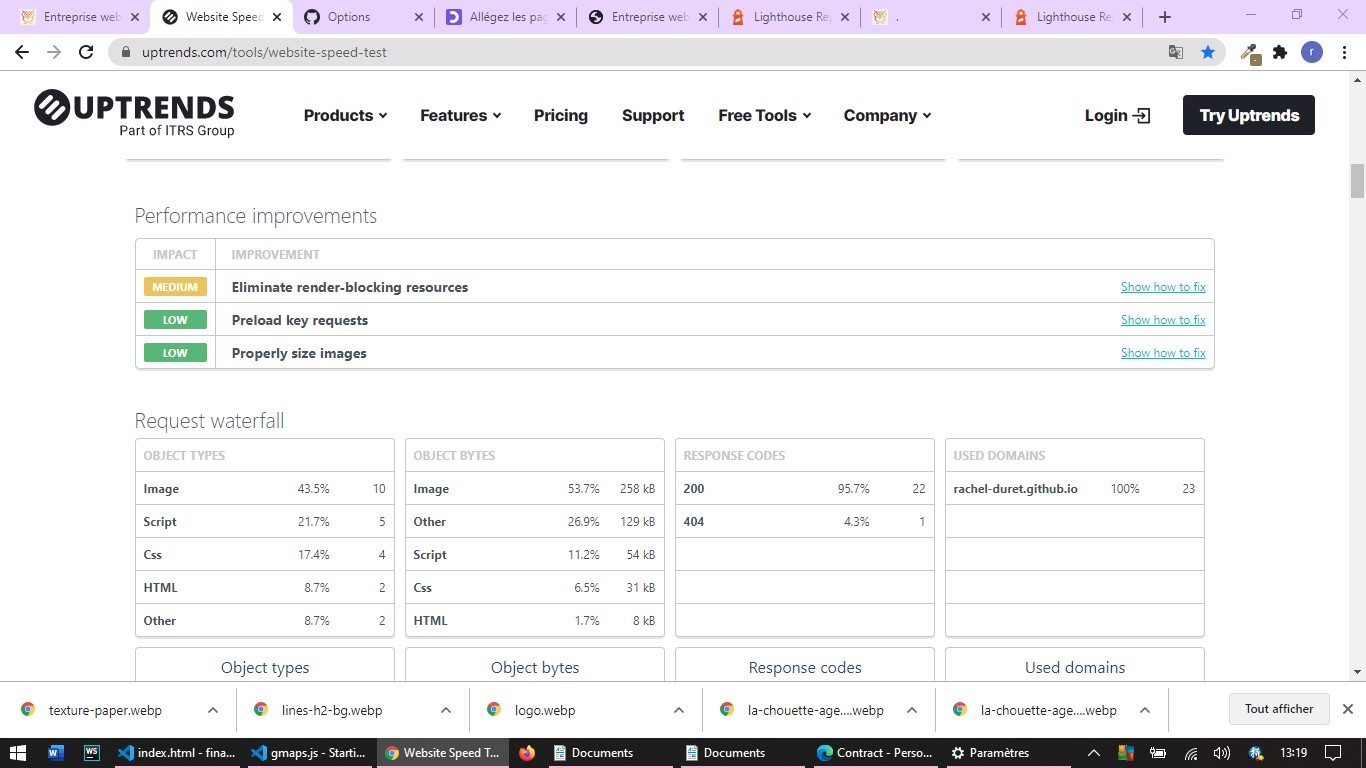 Entreprise web
Website Speed
Options
Allégez les pag
Entreprise web
Lighthouse Rep
.
Lighthouse Rep
uptrends.com/tools/website-speed-test
r
UPTRENDS
Part of ITRS Group
Products
Features
Pricing
Support
Free Tools
Company
Login
Try Uptrends
Performance improvements
IMPACT IMPROVEMENT
MEDIUM Eliminate render-blocking resources Show how to fix
LOW Preload key requests Show how to fix
LOW Properly size images Show how to fix
Request waterfall
OBJECT TYPES
Image 43.5% 10
Script 21.7% 5
Css 17.4% 4
HTML 8.7% 2
Other 8.7% 2
OBJECT BYTES
Image 53.7% 258 kB
Other 26.9% 129 kB
Script 11.2% 54 kB
Css 6.5% 31 kB
HTML 1.7% 8 kB
RESPONSE CODES
200 95.7% 22
404 4.3% 1
USED DOMAINS
rachel-duret.github.io 100% 23
Object types
Object bytes
Response codes
Used domains
texture-paper.webp
lines-h2-bg.webp
logo.webp
la-chouette-age....webp
la-chouette-age....webp
Tout afficher
W
WS
index.html - fina...
gmaps.js - Starti...
Website Speed T...
Documents
Documents
Contract - Perso...
Paramètres
13:19